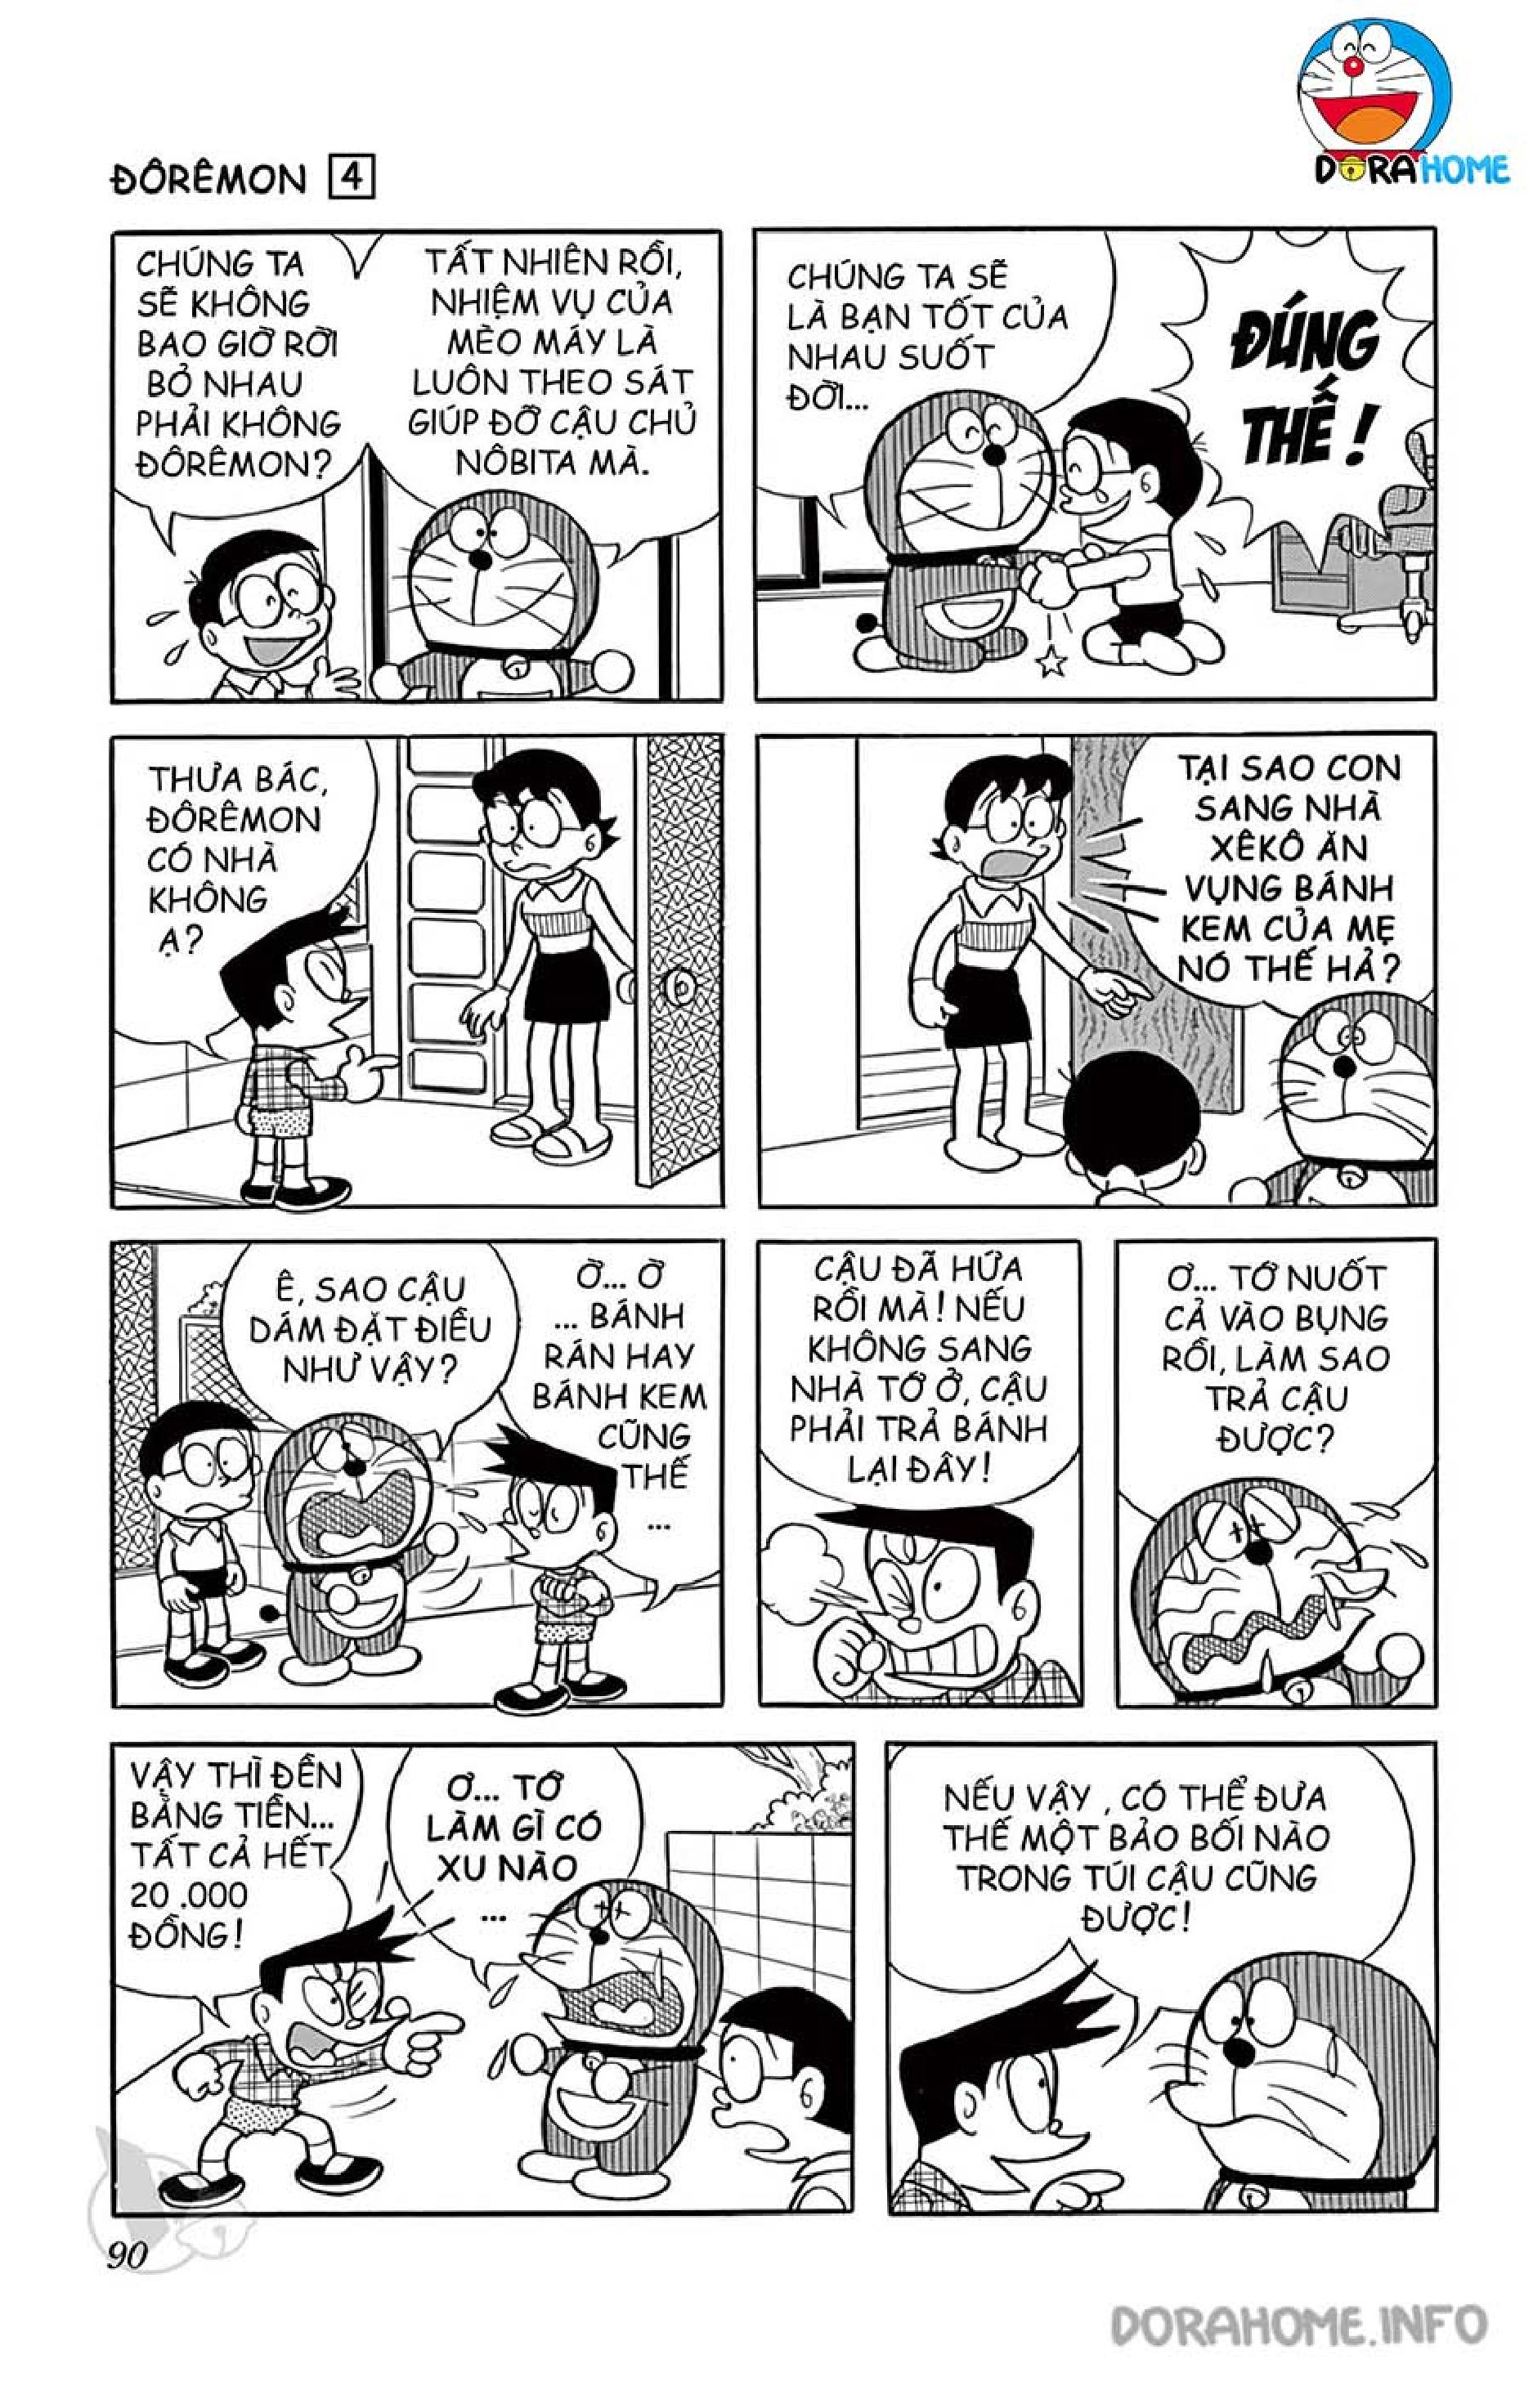 DORAHOME
ĐÔRÊMON 4
CHÚNG TA
SẼ KHÔNG
BAO GIỜ RỜI
BỎ NHAU
PHẢI KHÔNG
ĐÔRÊMON?
TẤT NHIÊN RỒI,
NHIỆM VỤ CỦA
MÈO MÁY LÀ
LUÔN THEO SÁT
GIÚP ĐỠ CẬU CHỦ
NÔBITA MÀ.
CHÚNG TA SẼ
LÀ BẠN TỐT CỦA
NHAU SUỐT
ĐỜI...
ĐÚNG
THẾ!
THƯA BÁC,
ĐÔRÊMON
CÓ NHÀ
KHÔNG
Ạ?
TẠI SAO CON
SANG NHÀ
XÊKÔ ĂN
VỤNG BÁNH
KEM CỦA MẸ
NÓ THẾ HẢ?
Ê, SAO CẬU
DÁM ĐẶT ĐIỀU
NHƯ VẬY?
Ờ... Ờ
... BÁNH
RÁN HAY
BÁNH KEM
CŨNG
THẾ
...
CẬU ĐÃ HỨA
RỒI MÀ! NẾU
KHÔNG SANG
NHÀ TỚ Ở, CẬU
PHẢI TRẢ BÁNH
LẠI ĐÂY!
Ơ... TỚ NUỐT
CẢ VÀO BỤNG
RỒI, LÀM SAO
TRẢ CẬU
ĐƯỢC?
VẬY THÌ ĐỀN
BẰNG TIỀN...
TẤT CẢ HẾT
20 .000
ĐỒNG!
Ơ... TỚ
LÀM GÌ CÓ
XU NÀO
...
NẾU VẬY , CÓ THỂ ĐƯA
THẾ MỘT BẢO BỐI NÀO
TRONG TÚI CẬU CŨNG
ĐƯỢC!
90
DORAHOME.INFO